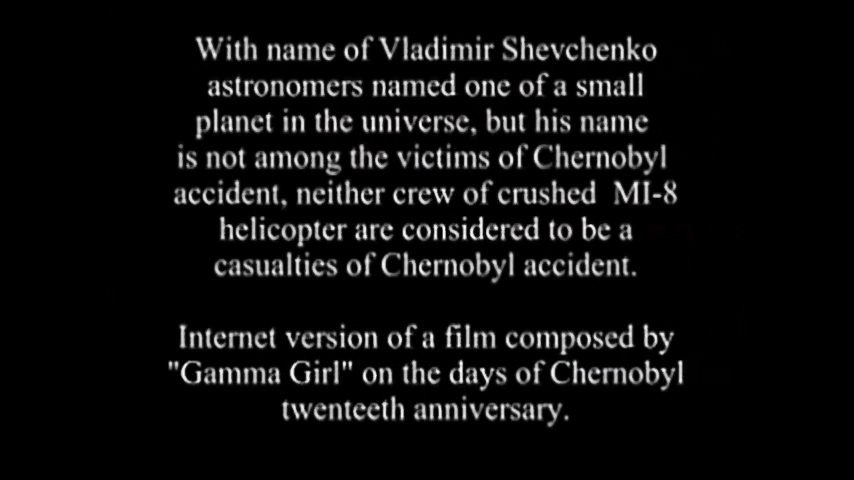 With name of Vladimir Shevchenko
astronomers named one of a small
planet in the universe, but his name
is not among the victims of Chernobyl
accident, neither crew of crushed MI-8
helicopter are considered to be a
casualties of Chernobyl accident.
Internet version of a film composed by
"Gamma Girl" on the days of Chernobyl
twenteeth anniversary.